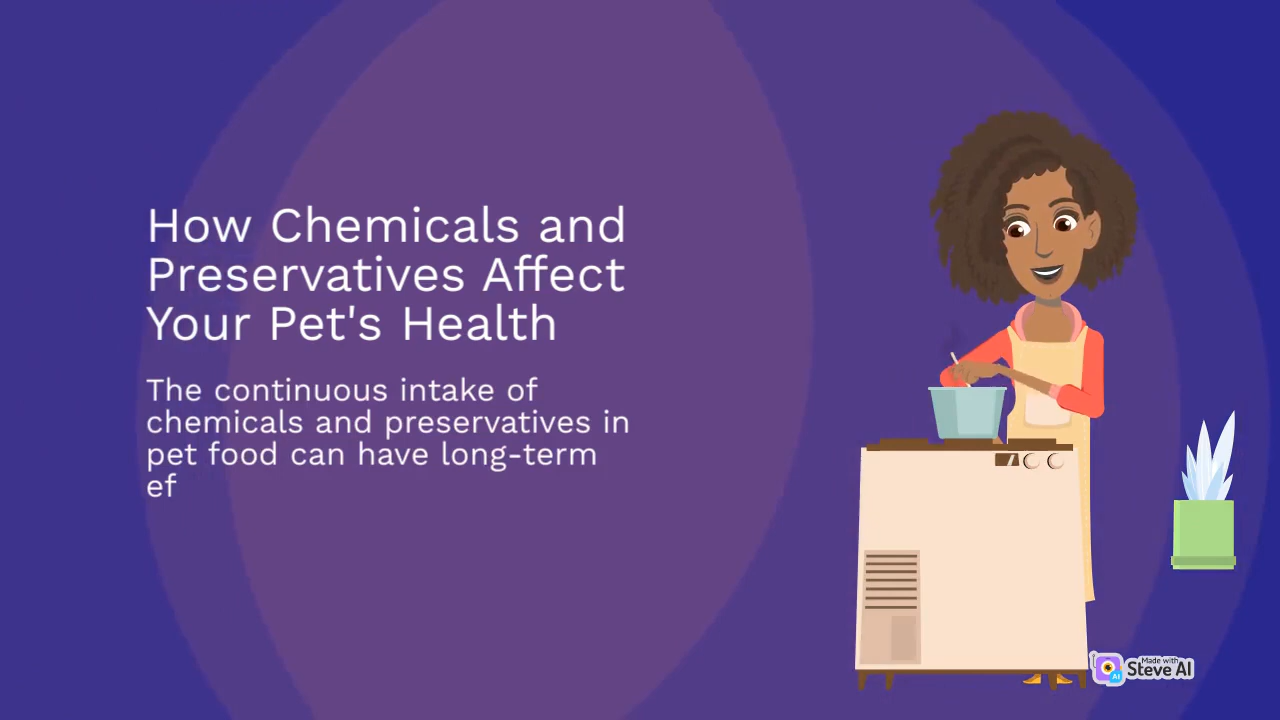 How Chemicals and
Preservatives Affect
Your Pet's Health
The continuous intake of
chemicals and preservatives in
pet food can have long-term
ef
Made with
Steve AI
AI